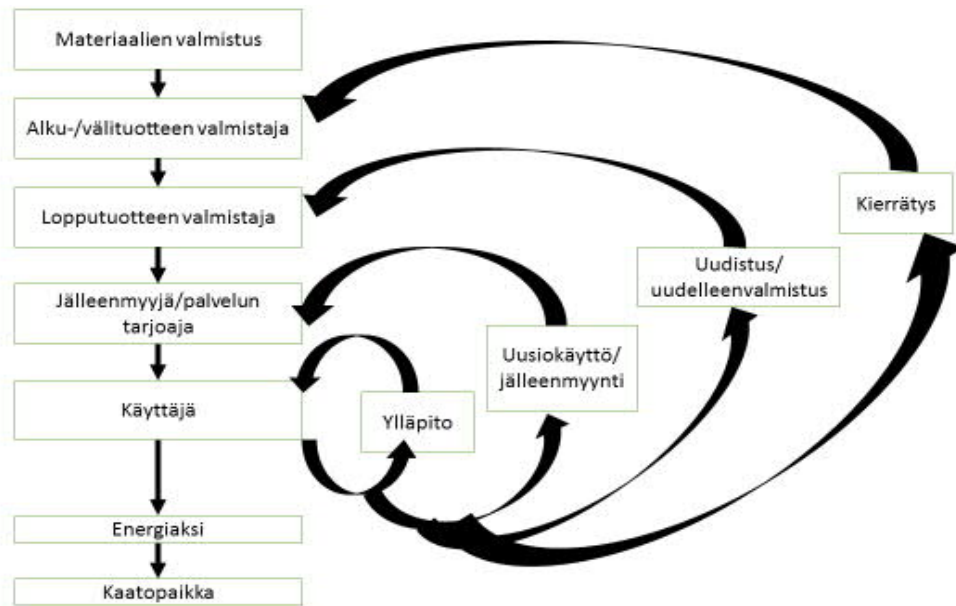 Materiaalien valmistus
Alku-/välituotteen valmistaja
Lopputuotteen valmistaja
Jälleenmyyjä/palvelun
tarjoaja
Käyttäjä
Energiaksi
Kaatopaikka
Ylläpito
Uusiokäyttö/
jälleenmyynti
Uudistus/
uudelleenvalmistus
Kierrätys